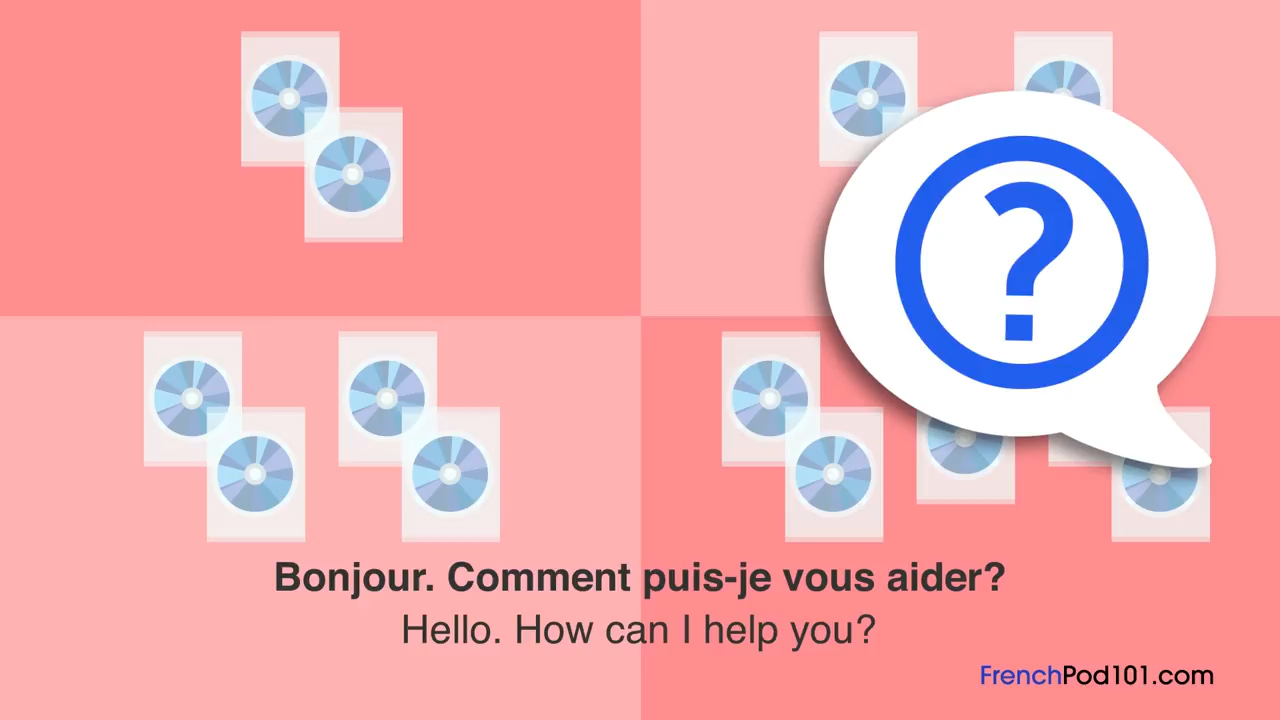 ?
Bonjour. Comment puis-je vous aider?
Hello. How can I help you?
FrenchPod101.com